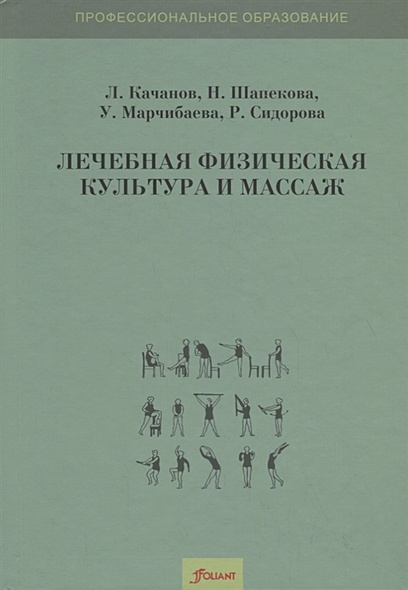 ПРОФЕССИОНАЛЬНОЕ ОБРАЗОВАНИЕ
Л. Качанов, Н. Шапекова,
У. Марчибаева, Р. Сидорова
ЛЕЧЕБНАЯ ФИЗИЧЕСКАЯ
КУЛЬТУРА И МАССАЖ
FOLIANT